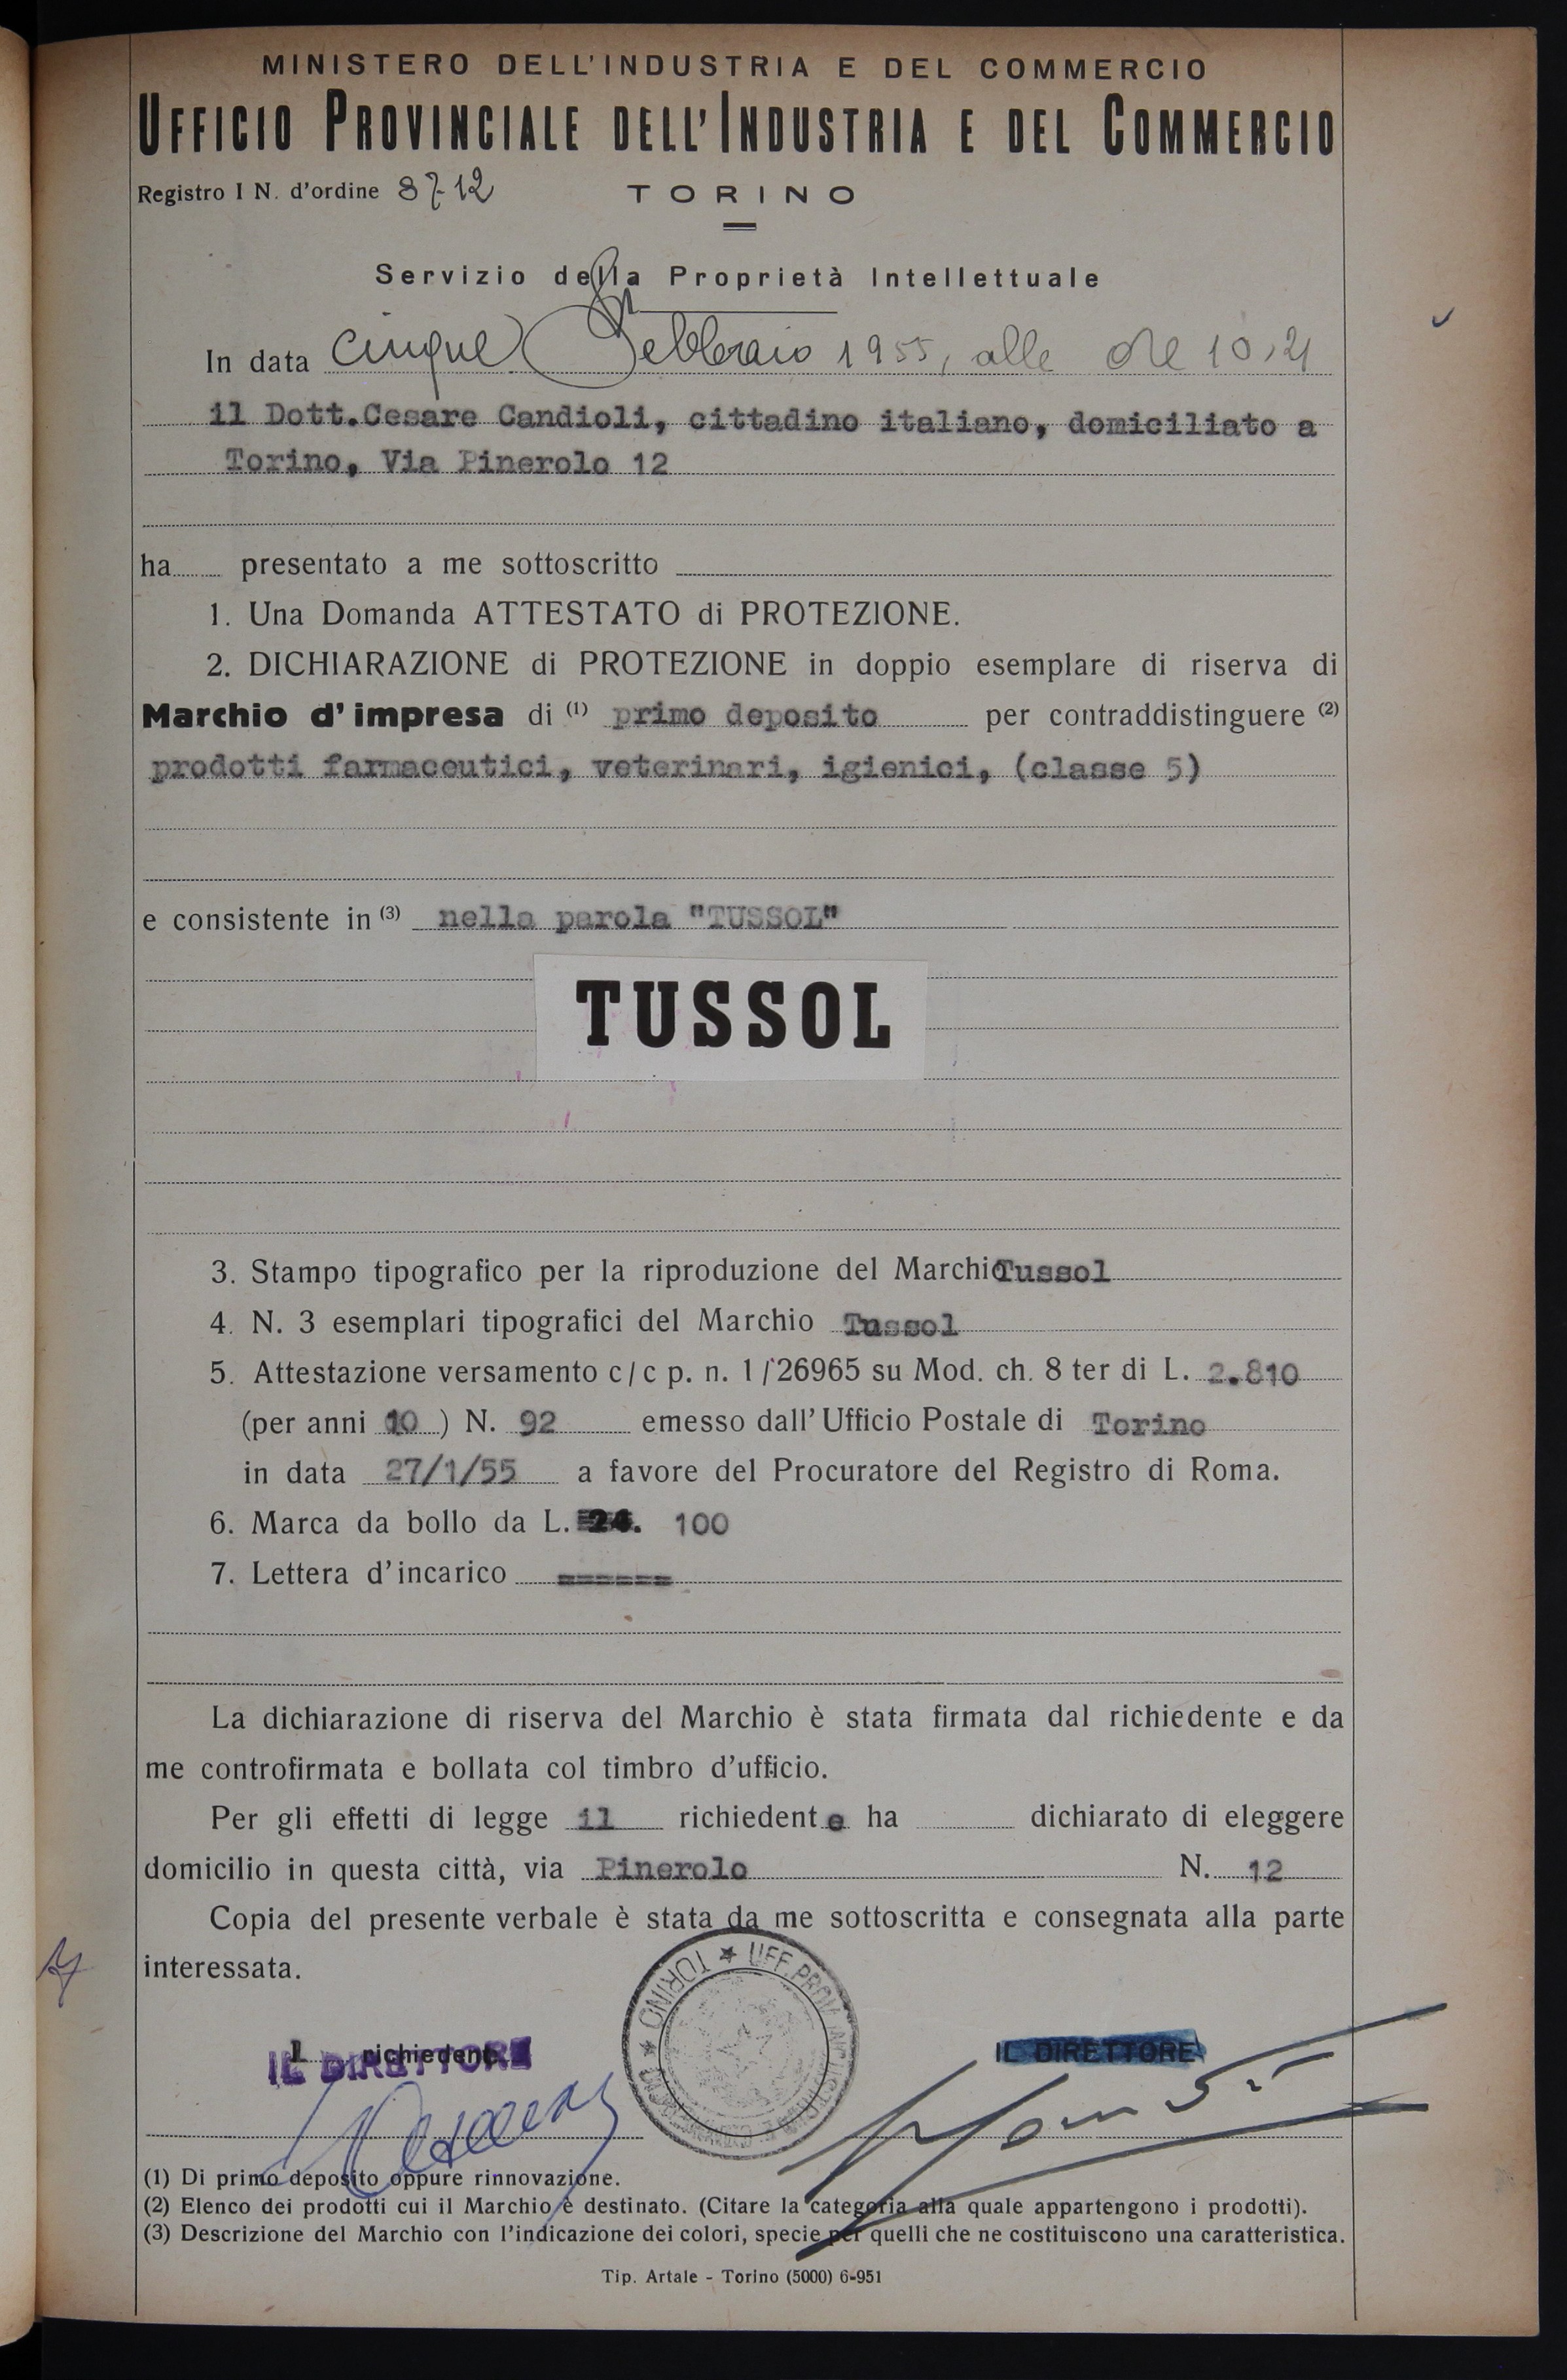 MINISTERO DELL'INDUSTRIA E DEL COMMERCIO
UFFICIO PROVINCIALE DELL'INDUSTRIA E DEL COMMERCIO
Registro I N. d'ordine 8712 TORINO
Servizio della Proprietà Intellettuale
In data cinque Febbraio 1955, alle ore 10,21
il Dott.Cesare Candioli, cittadino italiano, domiciliato a
Torino, Via Pinerolo 12
ha presentato a me sottoscritto
1. Una Domanda ATTESTATO di PROTEZIONE.
2. DICHIARAZIONE di PROTEZIONE in doppio esemplare di riserva di
Marchio d'impresa di (1) primo deposito per contraddistinguere (2)
prodotti farmaceutici, veterinari, igienici, (classe 5)
e consistente in (3) nella parola "TUSSOL"
TUSSOL
3. Stampo tipografico per la riproduzione del Marchio Tussol
4. N. 3 esemplari tipografici del Marchio Tussol
5. Attestazione versamento c/c p. n. 1/26965 su Mod. ch. 8 ter di L. 2.810
(per anni 10 ) N. 92 emesso dall'Ufficio Postale di Torino
in data 27/1/55 a favore del Procuratore del Registro di Roma.
6. Marca da bollo da L. 24. 100
7. Lettera d'incarico ======
La dichiarazione di riserva del Marchio è stata firmata dal richiedente e da
me controfirmata e bollata col timbro d'ufficio.
Per gli effetti di legge il richiedente ha dichiarato di eleggere
domicilio in questa città, via Pinerolo N. 12
Copia del presente verbale è stata da me sottoscritta e consegnata alla parte
interessata.
IL DIRETTORE
richiedente
IL DIRETTORE
★ UFF. PROV. INDUSTRIA E COMMERCIO ★ TORINO
(1) Di primo deposito oppure rinnovazione.
(2) Elenco dei prodotti cui il Marchio è destinato. (Citare la categoria alla quale appartengono i prodotti).
(3) Descrizione del Marchio con l'indicazione dei colori, specie per quelli che ne costituiscono una caratteristica.
Tip. Artale - Torino (5000) 6-951